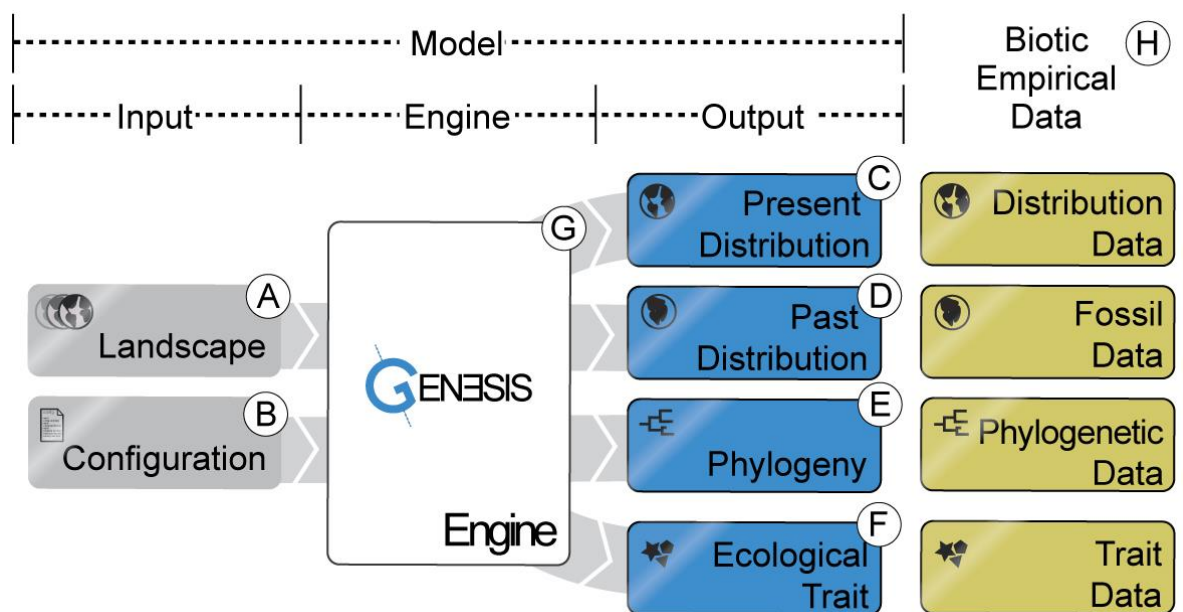 Model
Biotic
Empirical
Data
H
Input
Engine
Output
A
Landscape
B
Configuration
G
GENƎSIS
Engine
C
Present
Distribution
D
Past
Distribution
E
Phylogeny
F
Ecological
Trait
Distribution
Data
Fossil
Data
Phylogenetic
Data
Trait
Data